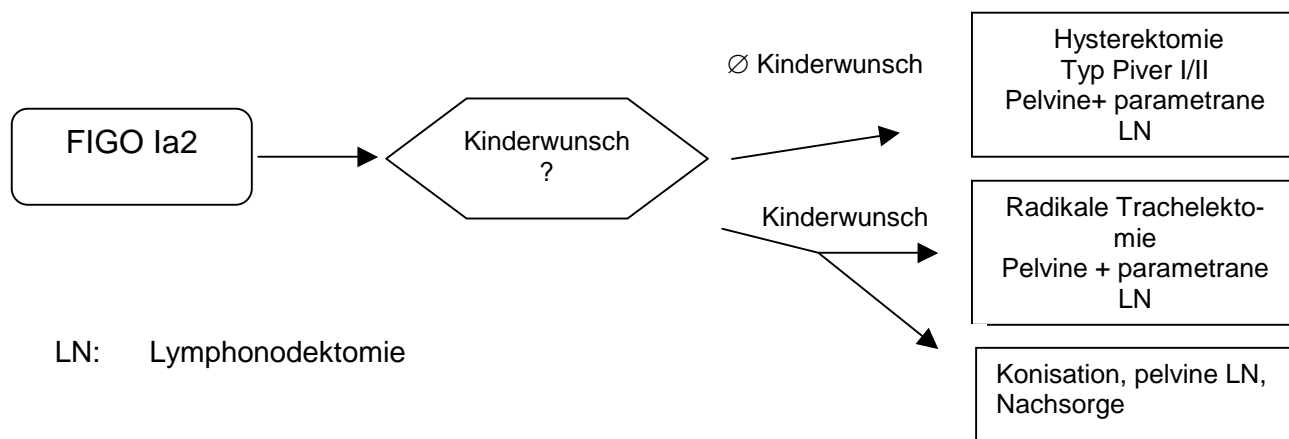 FIGO Ia2
Kinderwunsch
?
∅ Kinderwunsch
Hysterektomie
Typ Piver I/II
Pelvine+ parametrane
LN
Kinderwunsch
Radikale Trachelekto-
mie
Pelvine + parametrane
LN
Konisation, pelvine LN,
Nachsorge
LN: Lymphonodektomie